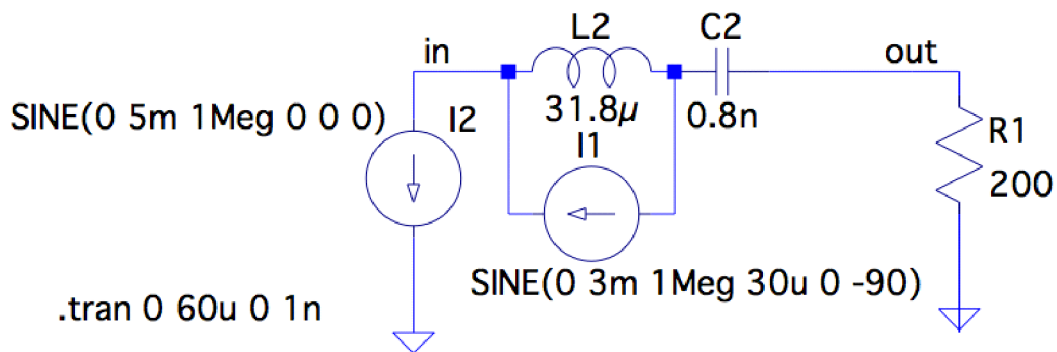 L2
C2
in
out
SINE(0 5m 1Meg 0 0 0)
I2
31.8µ
0.8n
I1
R1
200
SINE(0 3m 1Meg 30u 0 -90)
.tran 0 60u 0 1n